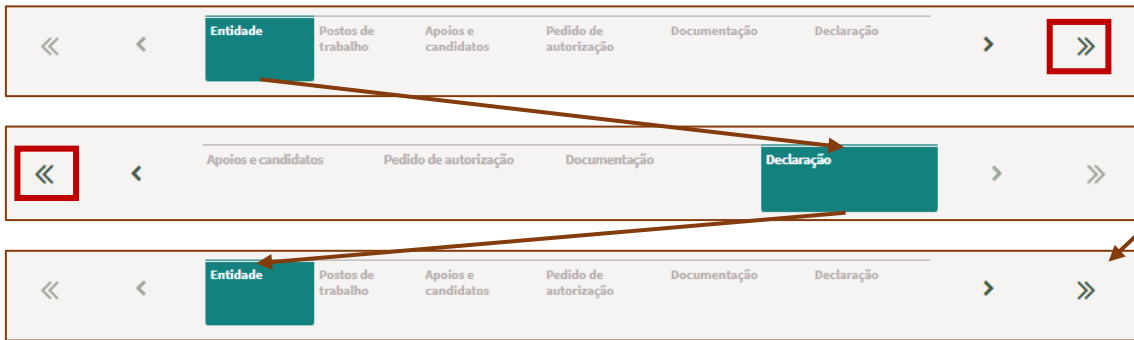 Entidade Postos de trabalho Apoios e candidatos Pedido de autorização Documentação Declaração
Apoios e candidatos Pedido de autorização Documentação Declaração
Entidade Postos de trabalho Apoios e candidatos Pedido de autorização Documentação Declaração